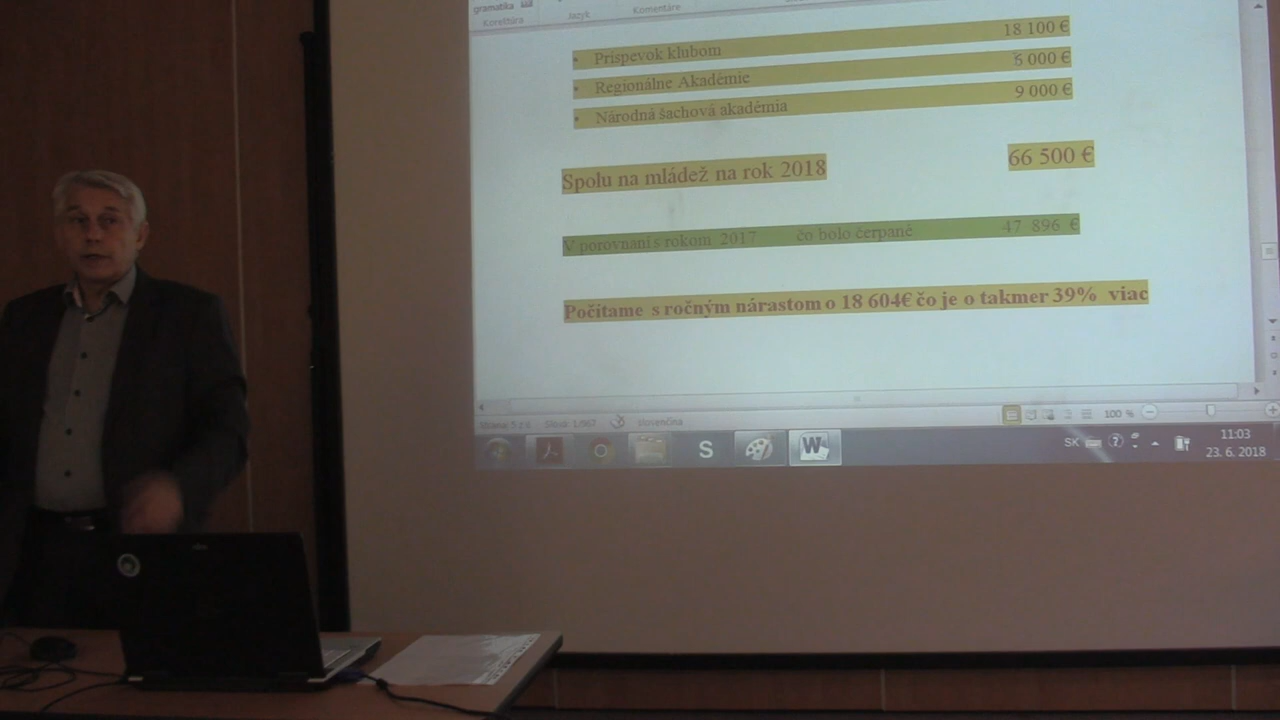 gramatika
Korektúra
Jazyk
Komentáre
• Príspevok klubom 18 100 €
• Regionálne Akadémie 6 000 €
• Národná šachová akadémia 9 000 €
Spolu na mládež na rok 2018 66 500 €
V porovnaní s rokom 2017 čo bolo čerpané 47 896 €
Počítame s ročným nárastom o 18 604€ čo je o takmer 39% viac
slovenčina
100 %
S
W
SK
11:03
23. 6. 2018